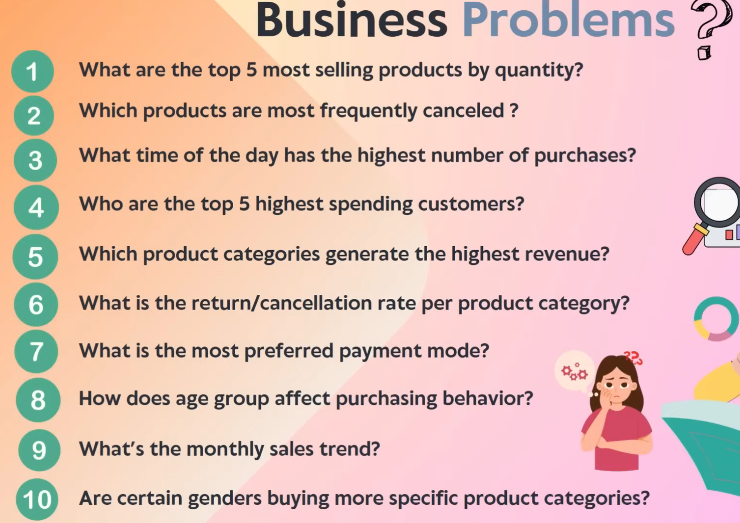 Business Problems ?
1 What are the top 5 most selling products by quantity?
2 Which products are most frequently canceled ?
3 What time of the day has the highest number of purchases?
4 Who are the top 5 highest spending customers?
5 Which product categories generate the highest revenue?
6 What is the return/cancellation rate per product category?
7 What is the most preferred payment mode?
8 How does age group affect purchasing behavior?
9 What's the monthly sales trend?
10 Are certain genders buying more specific product categories?
???